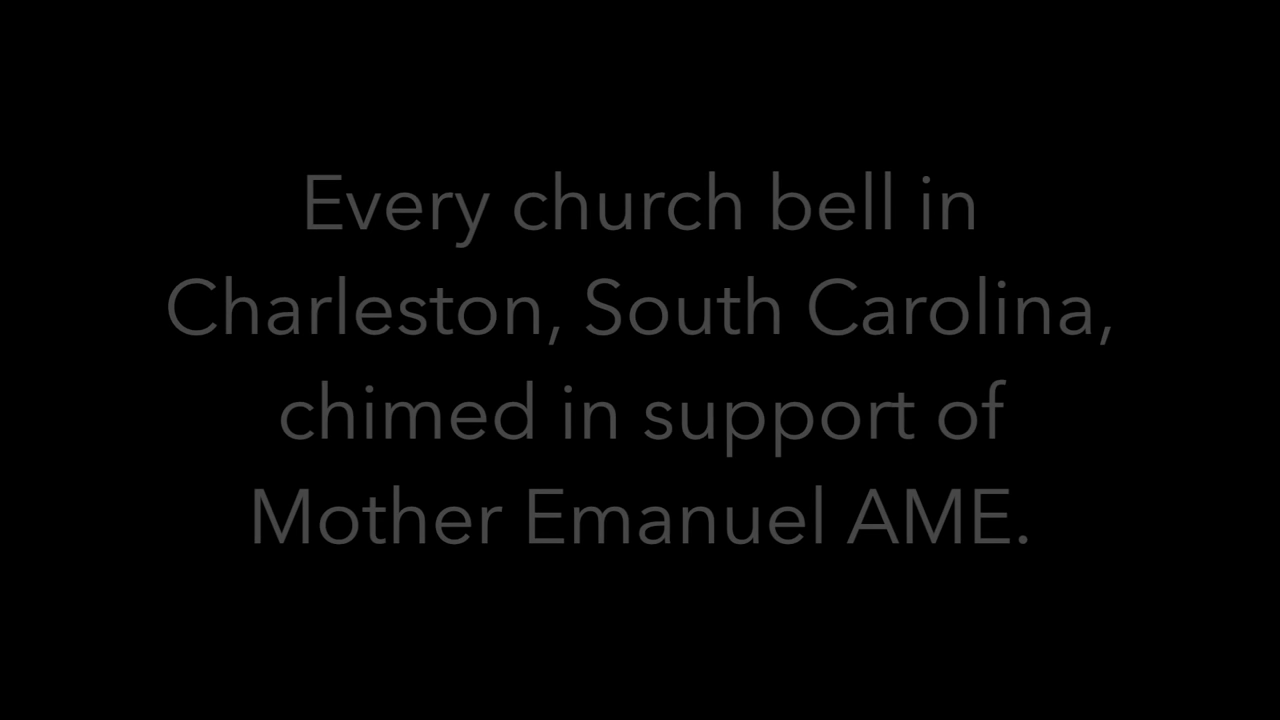 Every church bell in
Charleston, South Carolina,
chimed in support of
Mother Emanuel AME.